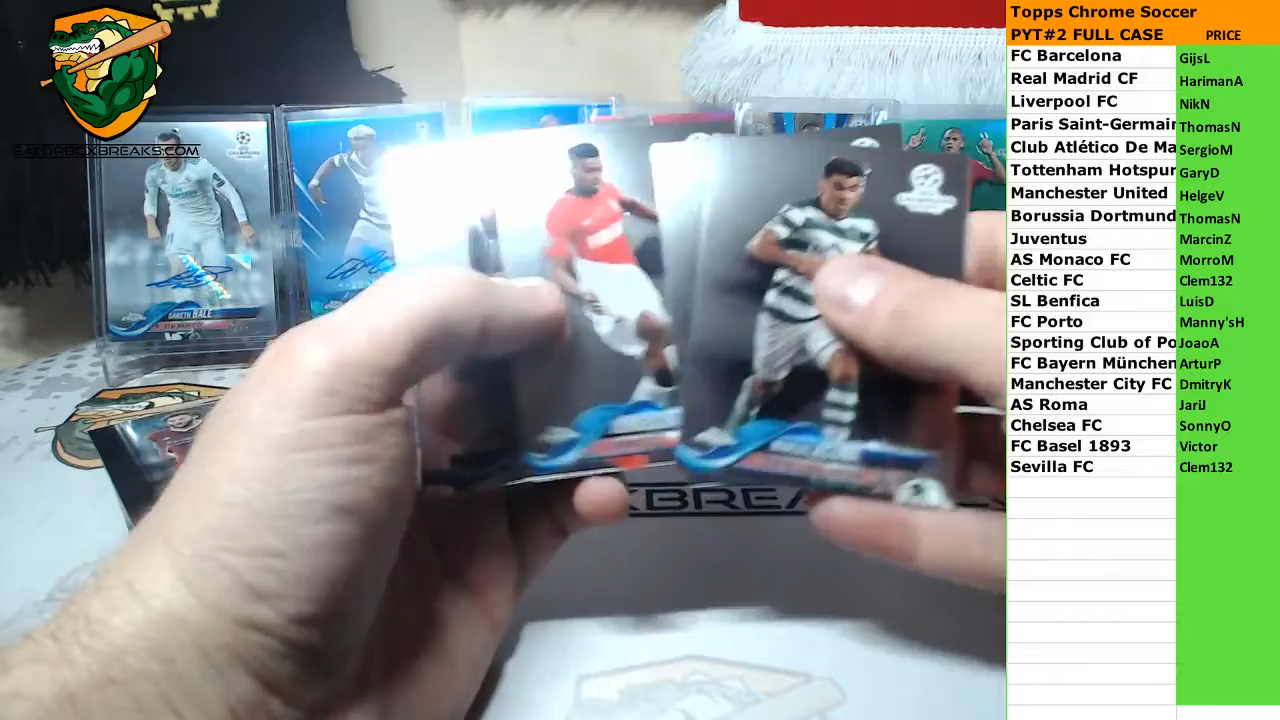 Topps Chrome Soccer
PYT#2 FULL CASE PRICE
FC Barcelona GijsL
Real Madrid CF HarimanA
Liverpool FC NikN
Paris Saint-Germain ThomasN
Club Atlético De Ma SergioM
Tottenham Hotspur GaryD
Manchester United HelgeV
Borussia Dortmund ThomasN
Juventus MarcinZ
AS Monaco FC MorroM
Celtic FC Clem132
SL Benfica LuisD
FC Porto Manny'sH
Sporting Club of Po JoaoA
FC Bayern München ArturP
Manchester City FC DmitryK
AS Roma JariJ
Chelsea FC SonnyO
FC Basel 1893 Victor
Sevilla FC Clem132
GATORBOXBREAKS.COM
GARETH BALE
XBREA